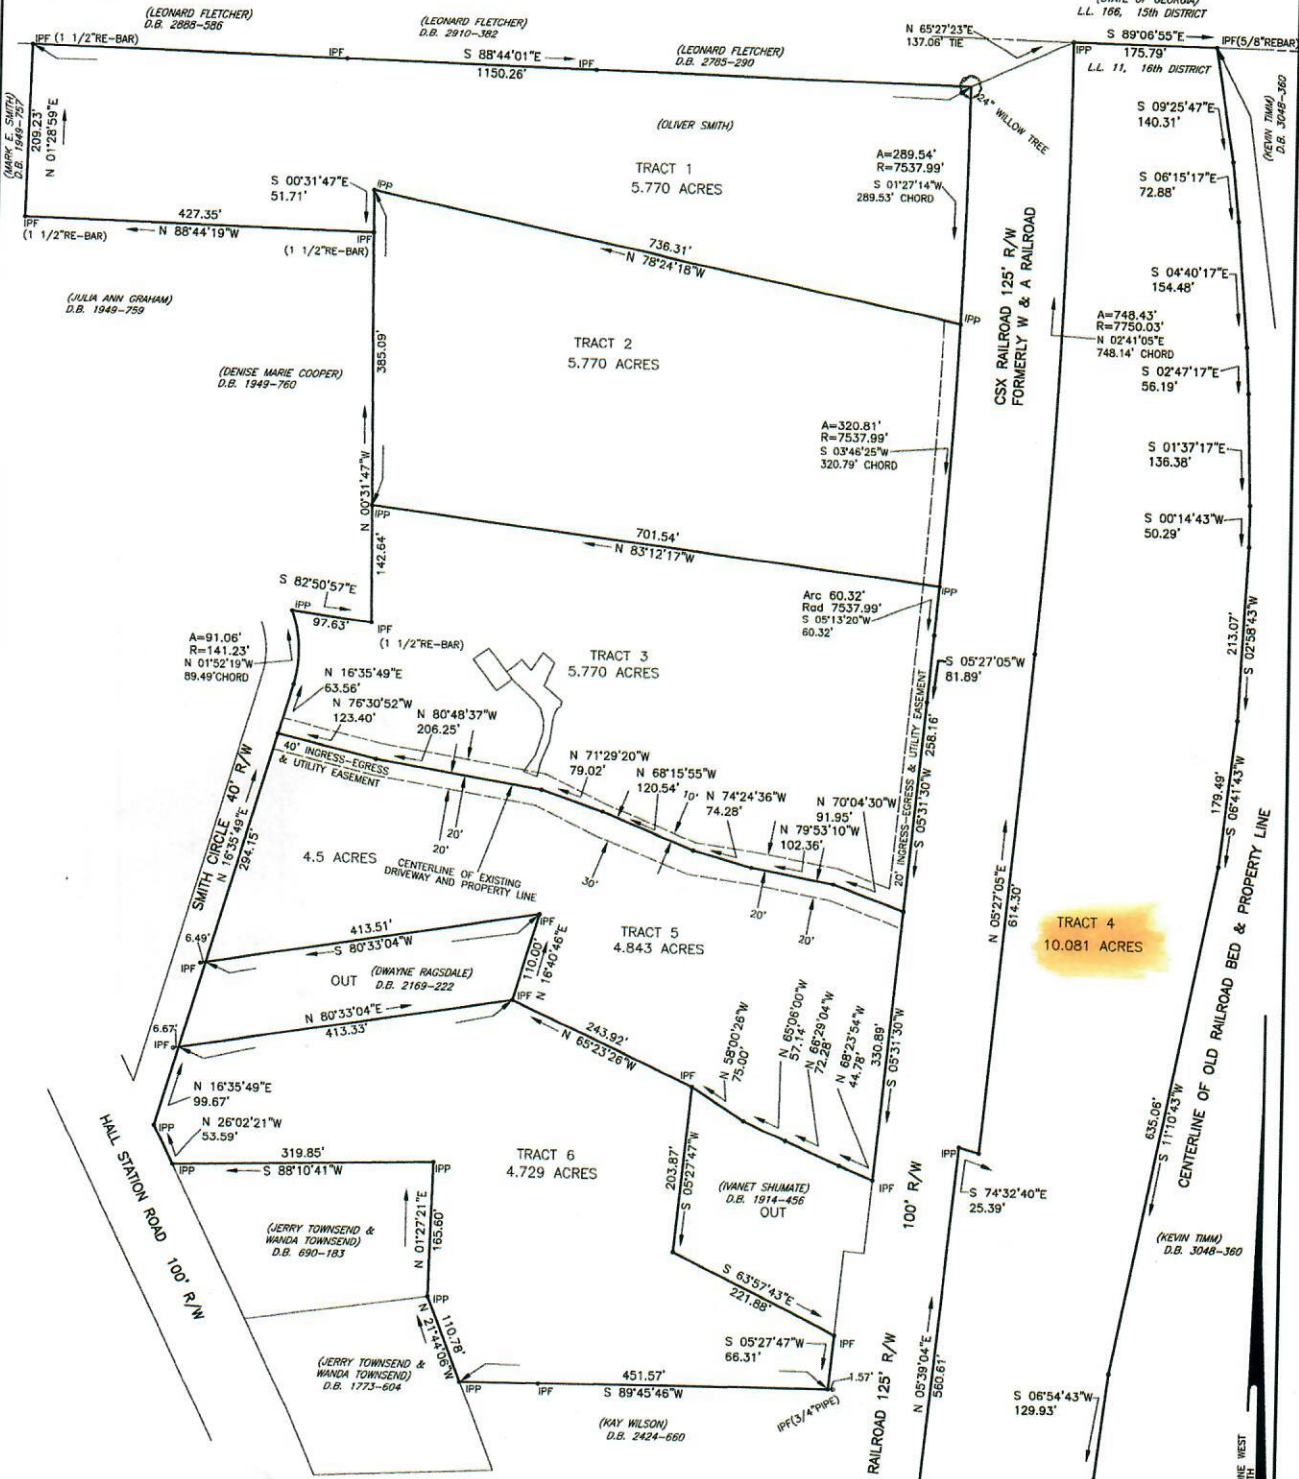 (LEONARD FLETCHER)
D.B. 2888-586
(LEONARD FLETCHER)
D.B. 2910-382
(LEONARD FLETCHER)
D.B. 2785-290
L.L. 166, 15th DISTRICT
N 65°27'23"E
137.06' TIE
S 89°06'55"E
175.79'
IPF(5/8"REBAR)
IPP
L.L. 11, 16th DISTRICT
IPF (1 1/2"RE-BAR)
IPF
S 88°44'01"E
1150.26'
IPF
24" WILLOW TREE
(KEVIN TIMM)
D.B. 3048-360
(MARK E. SMITH)
D.B. 1949-757
209.23'
N 01°28'59"E
(OLIVER SMITH)
TRACT 1
5.770 ACRES
A=289.54'
R=7537.99'
S 01°27'14"W
289.53' CHORD
S 09°25'47"E
140.31'
S 06°15'17"E
72.88'
S 00°31'47"E
51.71'
IPP
427.35'
N 88°44'19"W
IPF
(1 1/2"RE-BAR)
IPF
(1 1/2"RE-BAR)
736.31'
N 78°24'18"W
CSX RAILROAD 125' R/W
FORMERLY W & A RAILROAD
S 04°40'17"E
154.48'
(JULIA ANN GRAHAM)
D.B. 1949-759
A=748.43'
R=7750.03'
N 02°41'05"E
748.14' CHORD
IPP
TRACT 2
5.770 ACRES
385.09'
N 00°31'47"W
(DENISE MARIE COOPER)
D.B. 1949-760
S 02°47'17"E
56.19'
A=320.81'
R=7537.99'
S 03°46'25"W
320.79' CHORD
S 01°37'17"E
136.38'
S 00°14'43"W
50.29'
IPP
701.54'
N 83°12'17"W
142.64'
S 82°50'57"E
97.63'
IPP
IPF
(1 1/2"RE-BAR)
IPP
Arc 60.32'
Rad 7537.99'
S 05°13'20"W
60.32'
213.07'
S 02°58'43"W
A=91.06'
R=141.23'
N 01°52'19"W
89.49'CHORD
TRACT 3
5.770 ACRES
S 05°27'05"W
81.89'
N 16°35'49"E
63.56'
N 76°30'52"W
123.40'
N 80°48'37"W
206.25'
40' INGRESS-EGRESS
& UTILITY EASEMENT
N 71°29'20"W
79.02'
N 68°15'55"W
120.54'
10'
N 74°24'36"W
74.28'
N 70°04'30"W
91.95'
N 79°53'10"W
102.36'
20' INGRESS-EGRESS & UTILITY EASEMENT
258.16'
S 05°31'30"W
179.49'
S 06°41'43"W
SMITH CIRCLE 40' R/W
N 16°35'49"E
294.15'
20'
20'
4.5 ACRES
CENTERLINE OF EXISTING
DRIVEWAY AND PROPERTY LINE
30'
20'
20'
N 05°27'05"E
614.30'
TRACT 4
10.081 ACRES
CENTERLINE OF OLD RAILROAD BED & PROPERTY LINE
TRACT 5
4.843 ACRES
6.49'
IPF
413.51'
S 80°33'04"W
IPF
110.00'
N 16°40'46"E
OUT
(DWAYNE RAGSDALE)
D.B. 2169-222
N 80°33'04"E
413.33'
IPF
6.67'
IPF
243.92'
N 65°23'26"W
N 58°00'26"W
75.00'
N 65°06'00"W
57.14'
N 66°29'04"W
72.28'
N 68°23'54"W
44.78'
330.89'
S 05°31'30"W
IPF
N 16°35'49"E
99.67'
IPP
N 26°02'21"W
53.59'
IPP
319.85'
S 88°10'41"W
IPP
TRACT 6
4.729 ACRES
203.87'
S 05°27'47"W
(IVANET SHUMATE)
D.B. 1914-456
OUT
IPF
100' R/W
IPP
S 74°32'40"E
25.39'
635.06'
S 11°10'43"W
(KEVIN TIMM)
D.B. 3048-360
HALL STATION ROAD 100' R/W
(JERRY TOWNSEND &
WANDA TOWNSEND)
D.B. 690-183
N 01°27'21"E
165.60'
IPP
110.78'
N 21°44'06"W
S 63°57'43"E
221.88'
IPF
S 05°27'47"W
66.31'
(JERRY TOWNSEND &
WANDA TOWNSEND)
D.B. 1773-604
IPP
IPF
451.57'
S 89°45'46"W
1.57'
IPF(3/4"PIPE)
(KAY WILSON)
D.B. 2424-660
RAILROAD 125' R/W
N 05°39'04"E
560.61'
S 06°54'43"W
129.93'